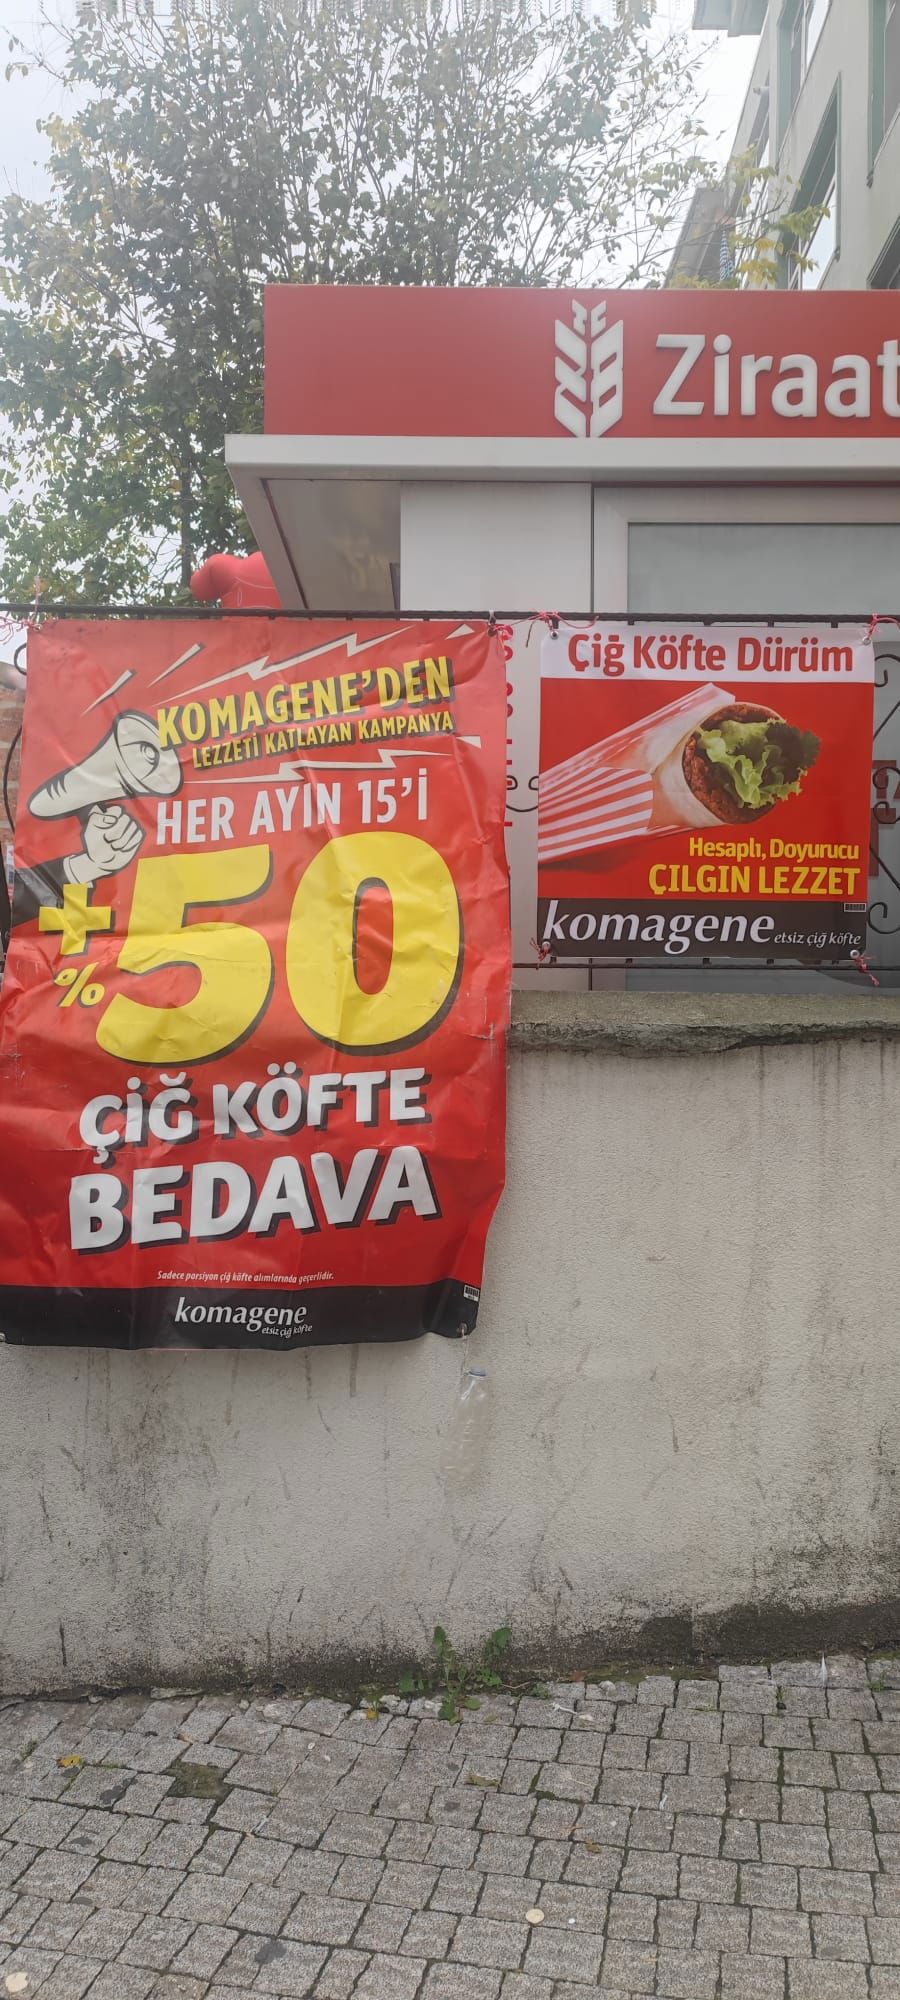 Ziraat
KOMAGENE'DEN
LEZZETİ KATLAYAN KAMPANYA
HER AYIN 15'İ
+%50
ÇİĞ KÖFTE
BEDAVA
Sadece porsiyon çiğ köfte alımlarında geçerlidir.
komagene
etsiz çiğ köfte
Çiğ Köfte Dürüm
Hesaplı, Doyurucu
ÇILGIN LEZZET
komagene
etsiz çiğ köfte